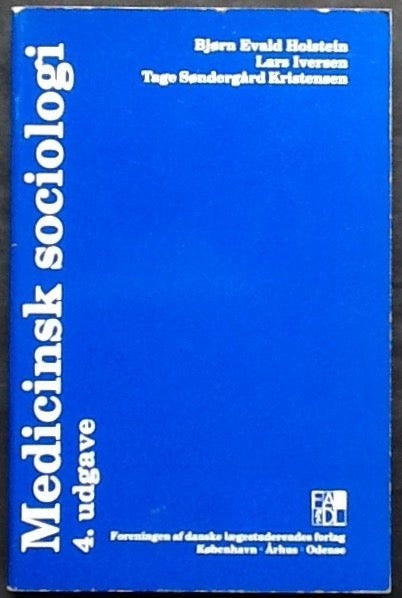 Bjørn Evald Holstein
Lars Iversen
Tage Søndergård Kristensen
Medicinsk sociologi
4. udgave
FADL
Foreningen af danske lægestuderendes forlag
København · Århus · Odense